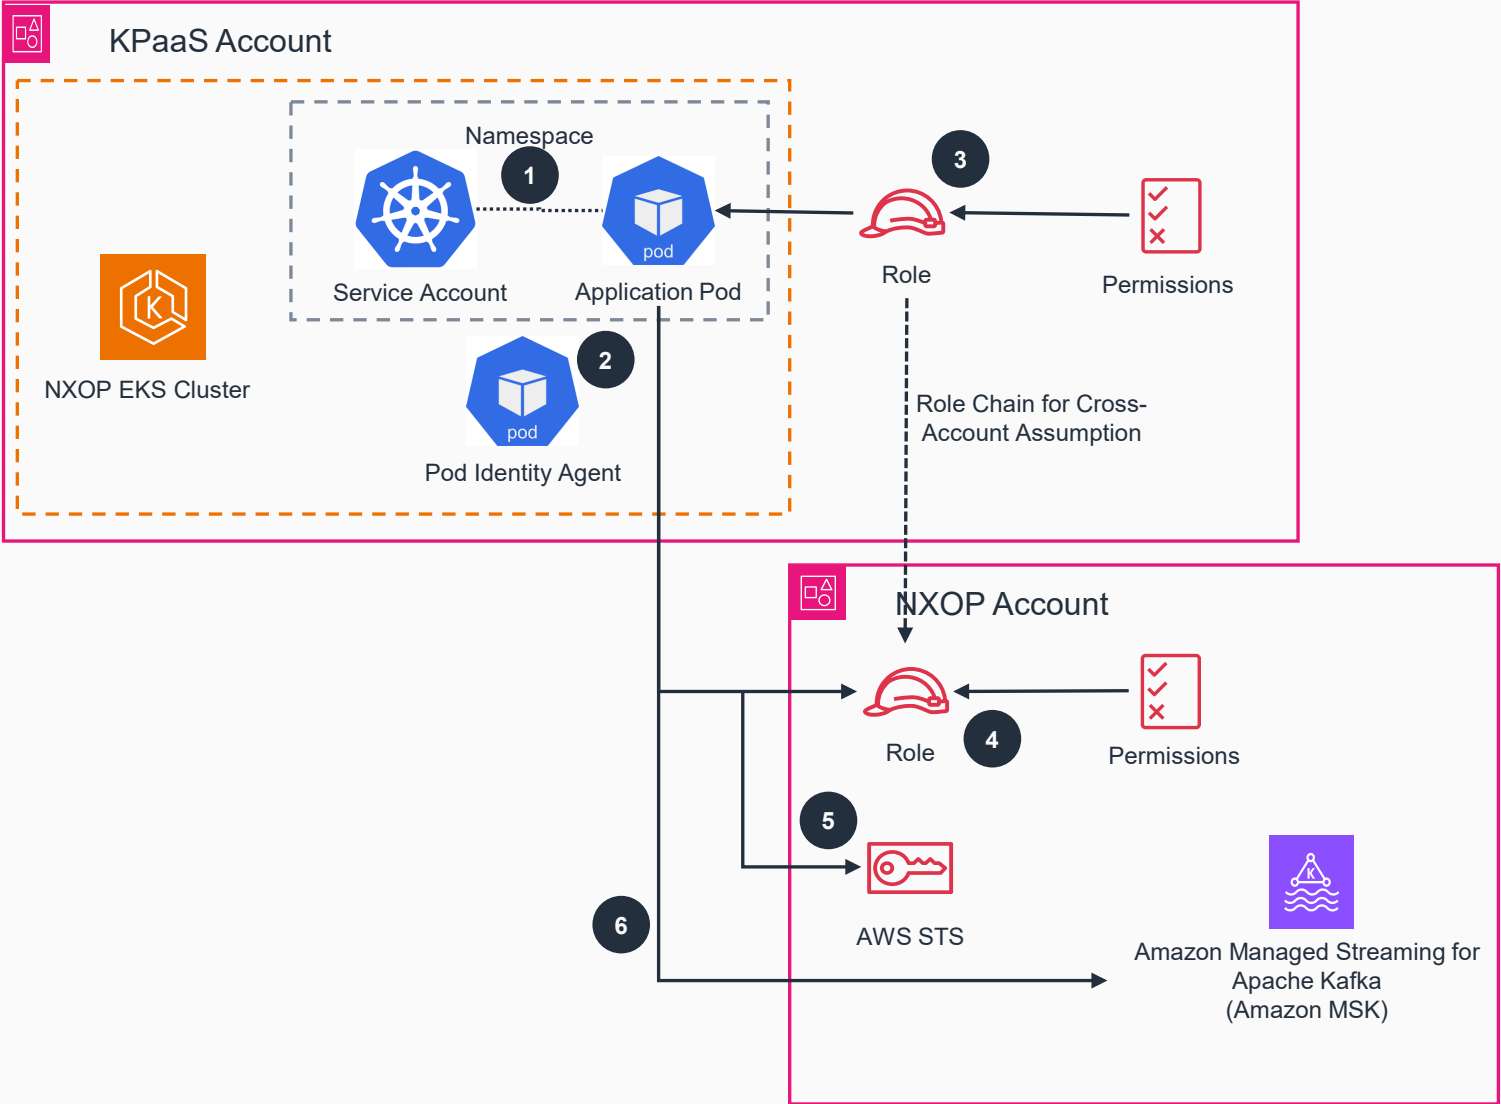 KPaaS Account
Namespace
1
3
pod
Service Account
Application Pod
Role
Permissions
K
2
NXOP EKS Cluster
pod
Pod Identity Agent
Role Chain for Cross-
Account Assumption
NXOP Account
Role
4
Permissions
5
K
6
AWS STS
Amazon Managed Streaming for
Apache Kafka
(Amazon MSK)